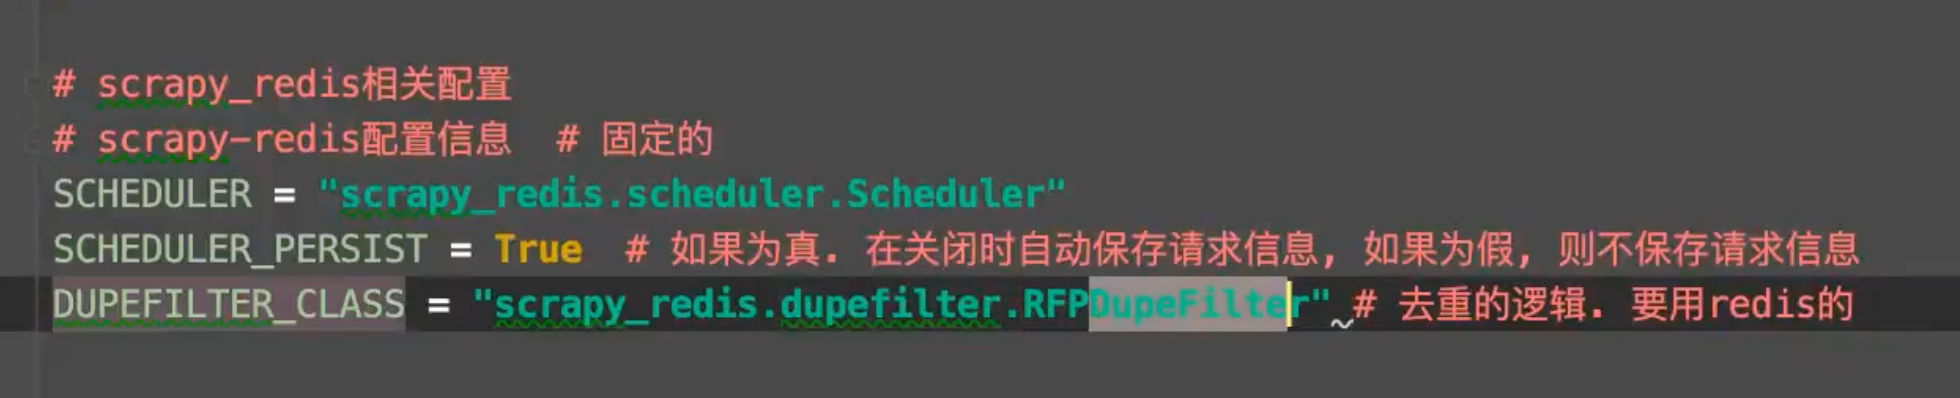 # scrapy_redis相关配置
# scrapy-redis配置信息  # 固定的
SCHEDULER = "scrapy_redis.scheduler.Scheduler"
SCHEDULER_PERSIST = True  # 如果为真. 在关闭时自动保存请求信息, 如果为假, 则不保存请求信息
DUPEFILTER_CLASS = "scrapy_redis.dupefilter.RFPDupeFilter" # 去重的逻辑. 要用redis的